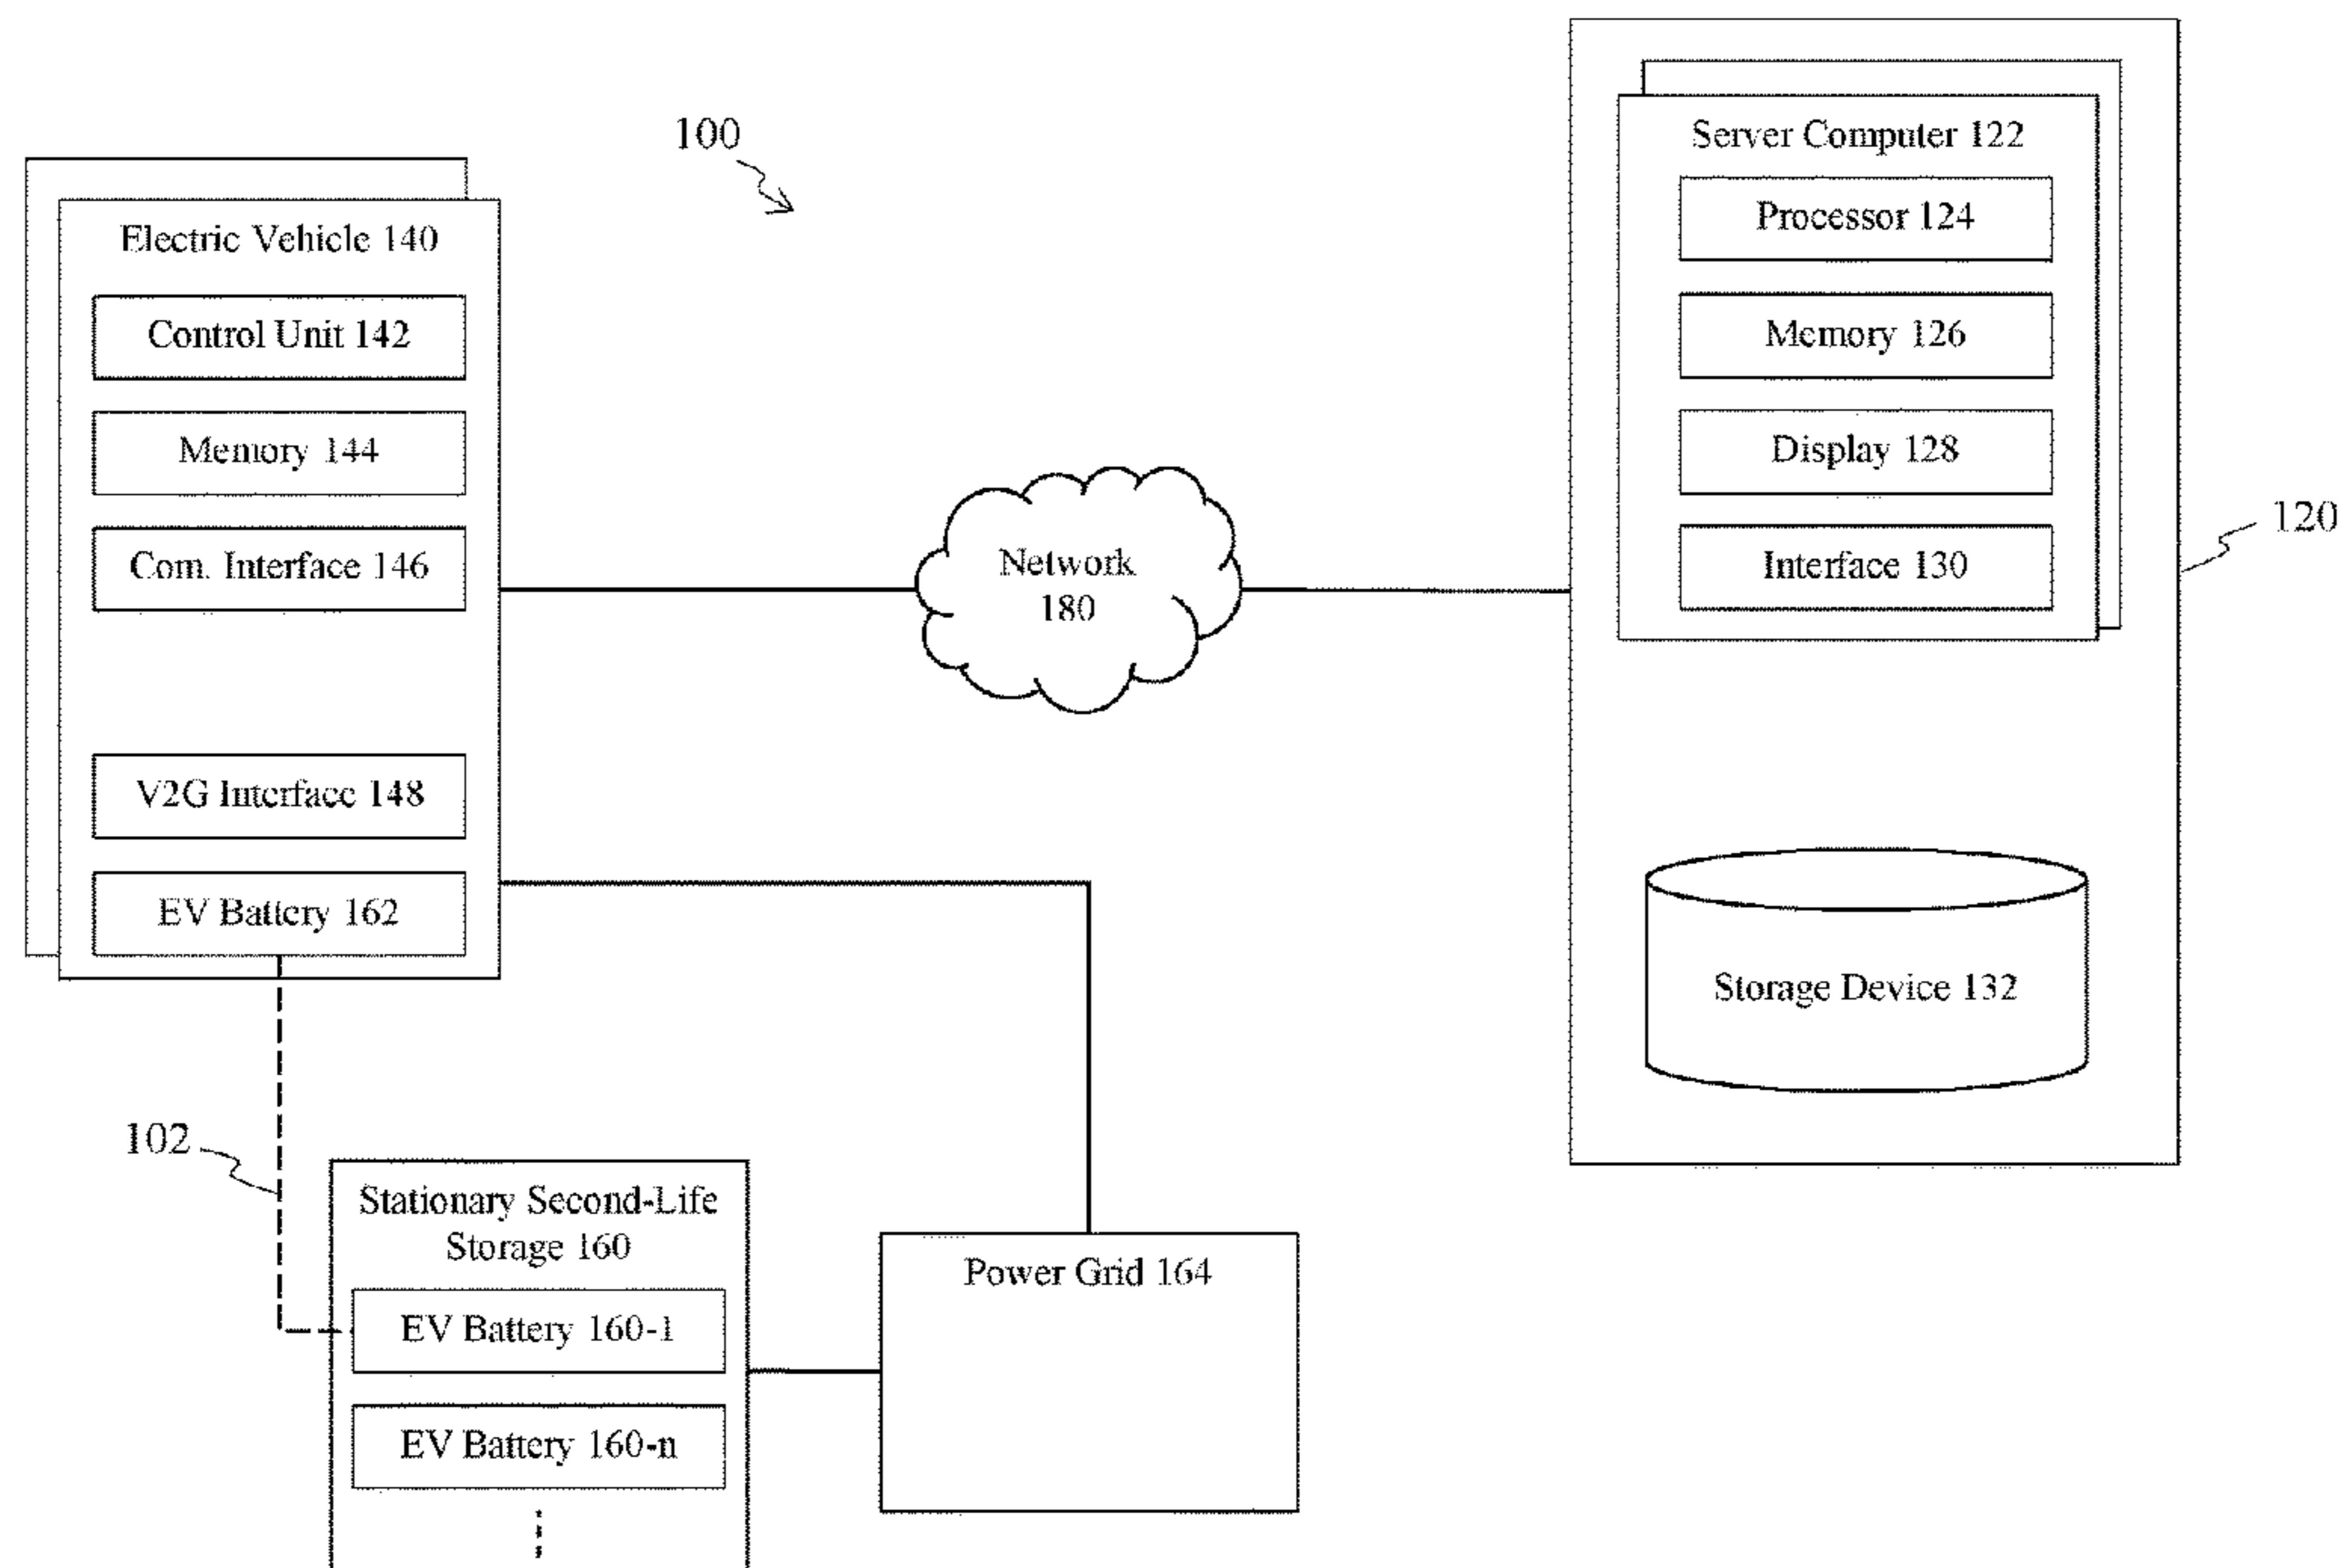 100
Electric Vehicle 140
Control Unit 142
Memory 144
Com. Interface 146
V2G Interface 148
EV Battery 162
Network
180
Server Computer 122
Processor 124
Memory 126
Display 128
Interface 130
120
Storage Device 132
102
Stationary Second-Life
Storage 160
EV Battery 160-1
EV Battery 160-n
Power Grid 164